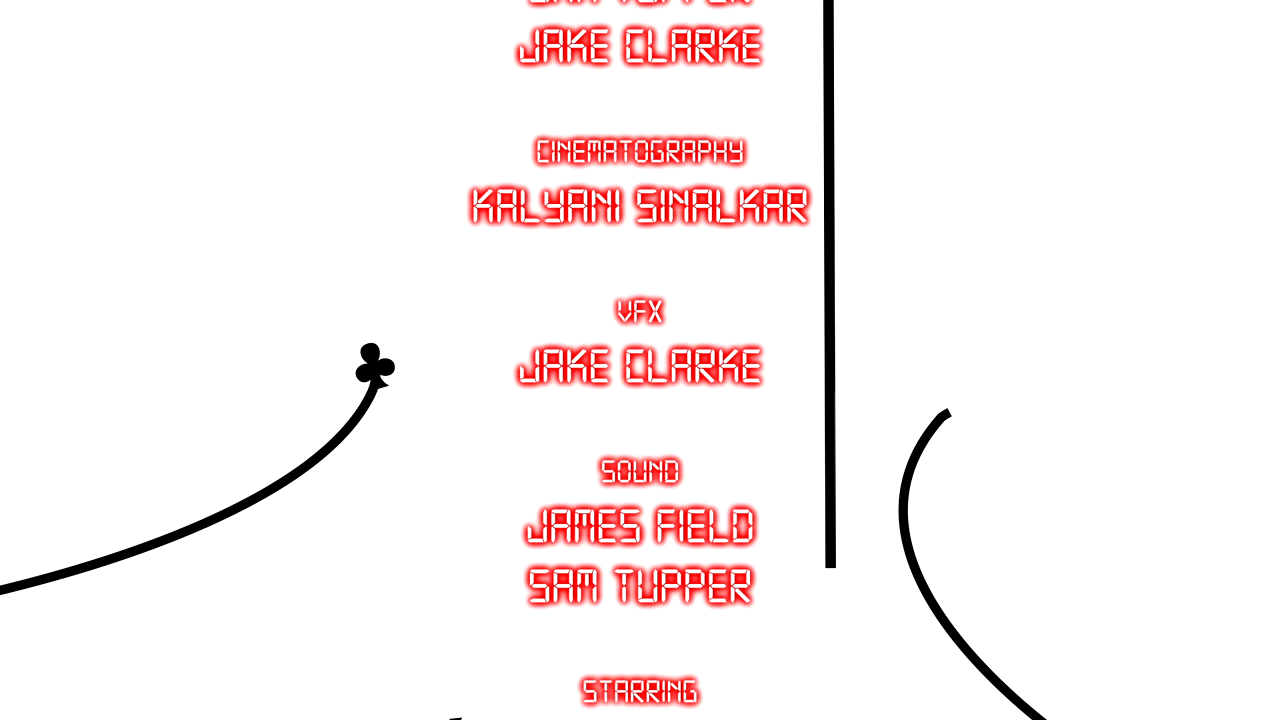 JAKE CLARKE
CINEMATOGRAPHY
KALYANI SINALKAR
VFX
JAKE CLARKE
SOUND
JAMES FIELD
SAM TUPPER
STARRING